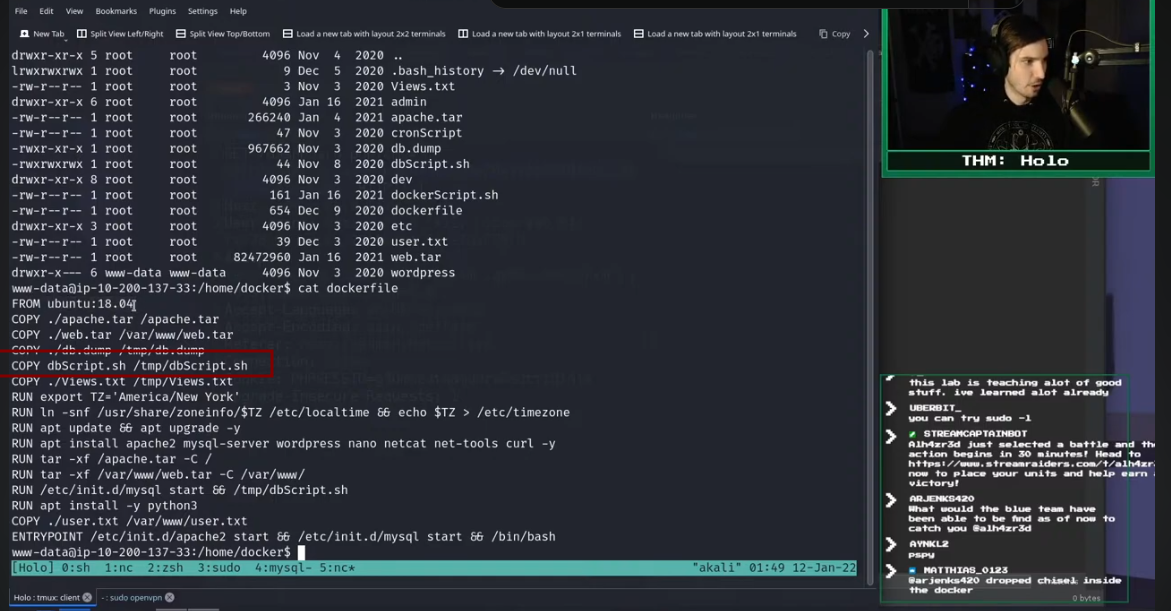 File Edit View Bookmarks Plugins Settings Help
New Tab Split View Left/Right Split View Top/Bottom Load a new tab with layout 2x2 terminals Load a new tab with layout 2x1 terminals Load a new tab with layout 2x1 terminals Copy
drwxr-xr-x 5 root root 4096 Nov 4 2020 ..
lrwxrwxrwx 1 root root 9 Dec 5 2020 .bash_history → /dev/null
-rw-r--r-- 1 root root 3 Nov 3 2020 Views.txt
drwxr-xr-x 6 root root 4096 Jan 16 2021 admin
-rw-r--r-- 1 root root 266240 Jan 4 2021 apache.tar
-rw-r--r-- 1 root root 47 Nov 3 2020 cronScript
-rw-r--r-- 1 root root 967662 Nov 3 2020 db.dump
-rwxrwxrwx 1 root root 44 Nov 8 2020 dbScript.sh
drwxr-xr-x 8 root root 4096 Nov 3 2020 dev
-rw-r--r-- 1 root root 161 Jan 16 2021 dockerScript.sh
-rw-r--r-- 1 root root 654 Dec 9 2020 dockerfile
drwxr-xr-x 3 root root 4096 Nov 3 2020 etc
-rw-r--r-- 1 root root 39 Dec 3 2020 user.txt
-rw-r--r-- 1 root root 82472960 Jan 16 2021 web.tar
drwxr-x--- 6 www-data www-data 4096 Nov 3 2020 wordpress
www-data@ip-10-200-137-33:/home/docker$ cat dockerfile
FROM ubuntu:18.04
COPY ./apache.tar /apache.tar
COPY ./web.tar /var/www/web.tar
COPY ./db.dump /tmp/db.dump
COPY dbScript.sh /tmp/dbScript.sh
COPY ./Views.txt /tmp/Views.txt
RUN export TZ='America/New York'
RUN ln -snf /usr/share/zoneinfo/$TZ /etc/localtime && echo $TZ > /etc/timezone
RUN apt update && apt upgrade -y
RUN apt install apache2 mysql-server wordpress nano netcat net-tools curl -y
RUN tar -xf /apache.tar -C /
RUN tar -xf /var/www/web.tar -C /var/www/
RUN /etc/init.d/mysql start && /tmp/dbScript.sh
RUN apt install -y python3
COPY ./user.txt /var/www/user.txt
ENTRYPOINT /etc/init.d/apache2 start && /etc/init.d/mysql start && /bin/bash
www-data@ip-10-200-137-33:/home/docker$
[Holo] 0:sh 1:nc 2:zsh 3:sudo 4:mysql- 5:nc* "akali" 01:49 12-Jan-22
Holo : tmux: client - : sudo openvpn
THM: Holo
this lab is teaching alot of good
stuff. ive learned alot already
UBERBIT_
you can try sudo -l
STREAMCAPTAINBOT
Alh4zr3d just selected a battle and the
action begins in 30 minutes! Head to
https://www.streamraiders.com/t/alh4zr
now to place your units and help earn
victory!
ARJENKS420
What would the blue team have
been able to be find as of now to
catch you @alh4zr3d
AYNKL2
pspy
MATTHIAS_0123
@arjenks420 dropped chisel inside
the docker
0 bytes